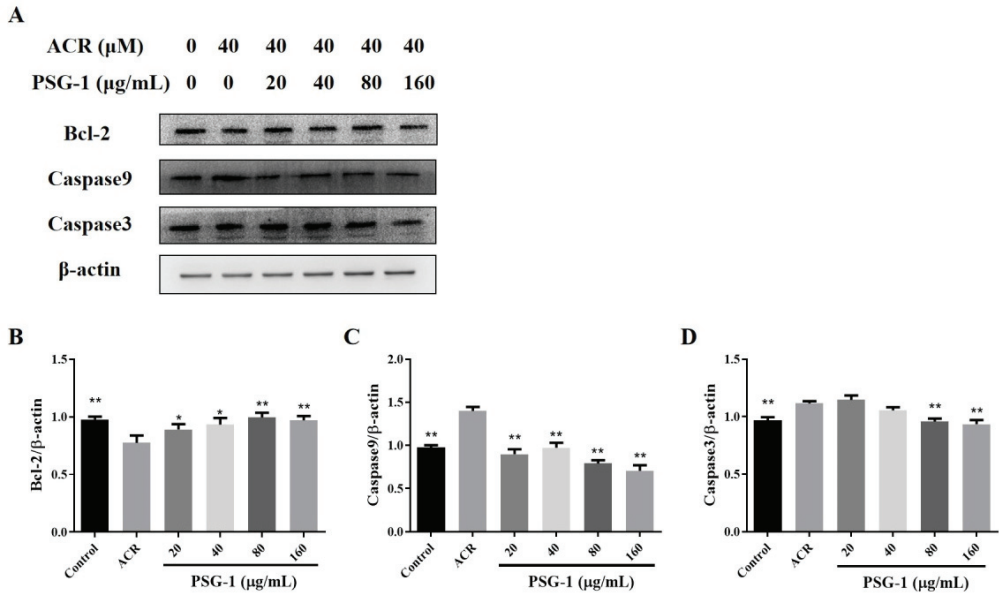 A
ACR (μM) 0 40 40 40 40 40
PSG-1 (μg/mL) 0 0 20 40 80 160
Bcl-2
Caspase9
Caspase3
β-actin
B
Bcl-2/β-actin
1.5
1.0
0.5
0.0
** * * ** **
Control ACR 20 40 80 160
PSG-1 (μg/mL)
C
Caspase9/β-actin
2.0
1.5
1.0
0.5
0.0
** ** ** ** **
Control ACR 20 40 80 160
PSG-1 (μg/mL)
D
Caspase3/β-actin
1.5
1.0
0.5
0.0
** ** **
Control ACR 20 40 80 160
PSG-1 (μg/mL)